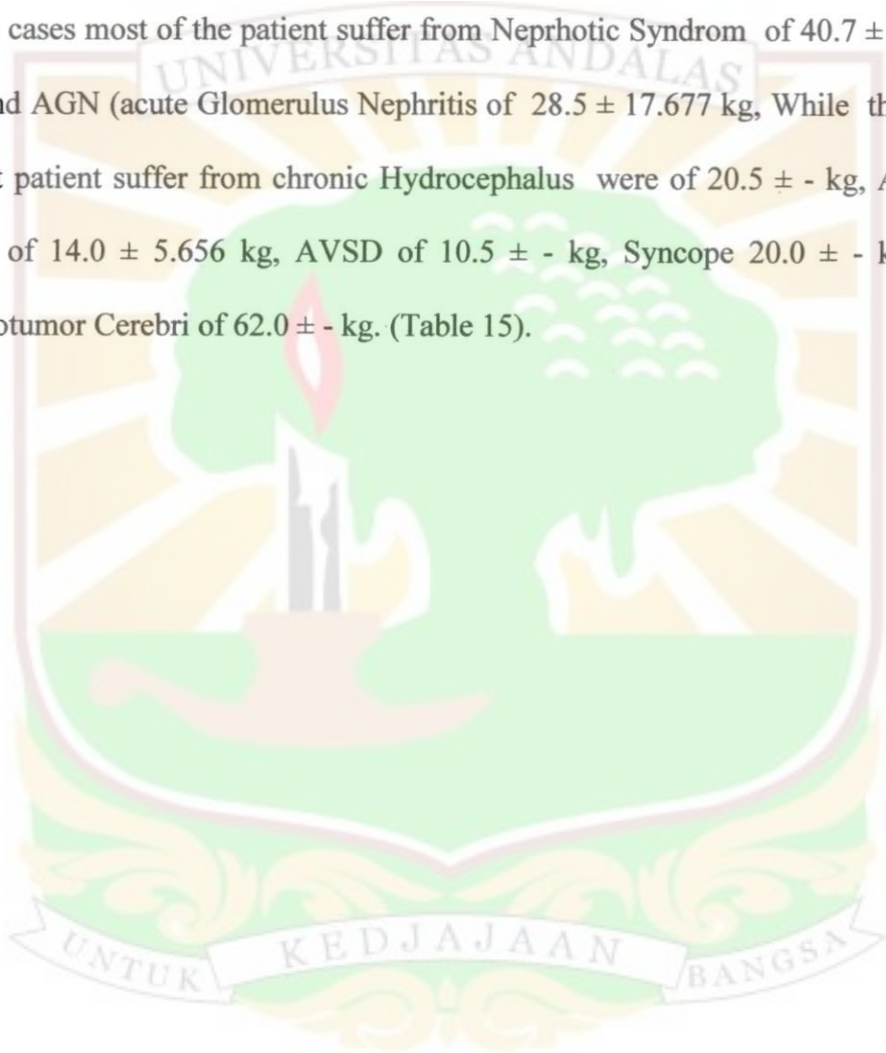 cases most of the patient suffer from Neprhotic Syndrom of 40.7 ±
UNIVERSITAS ANDALAS
AGN (acute Glomerulus Nephritis of 28.5 ± 17.677 kg, While
patient suffer from chronic Hydrocephalus were of 20.5 ± - kg,
of 14.0 ± 5.656 kg, AVSD of 10.5 ± - kg, Syncope 20.0 ± -
Cerebri of 62.0 ± - kg. (Table 15).
UNTUK KEDJAJAAN BANGSA